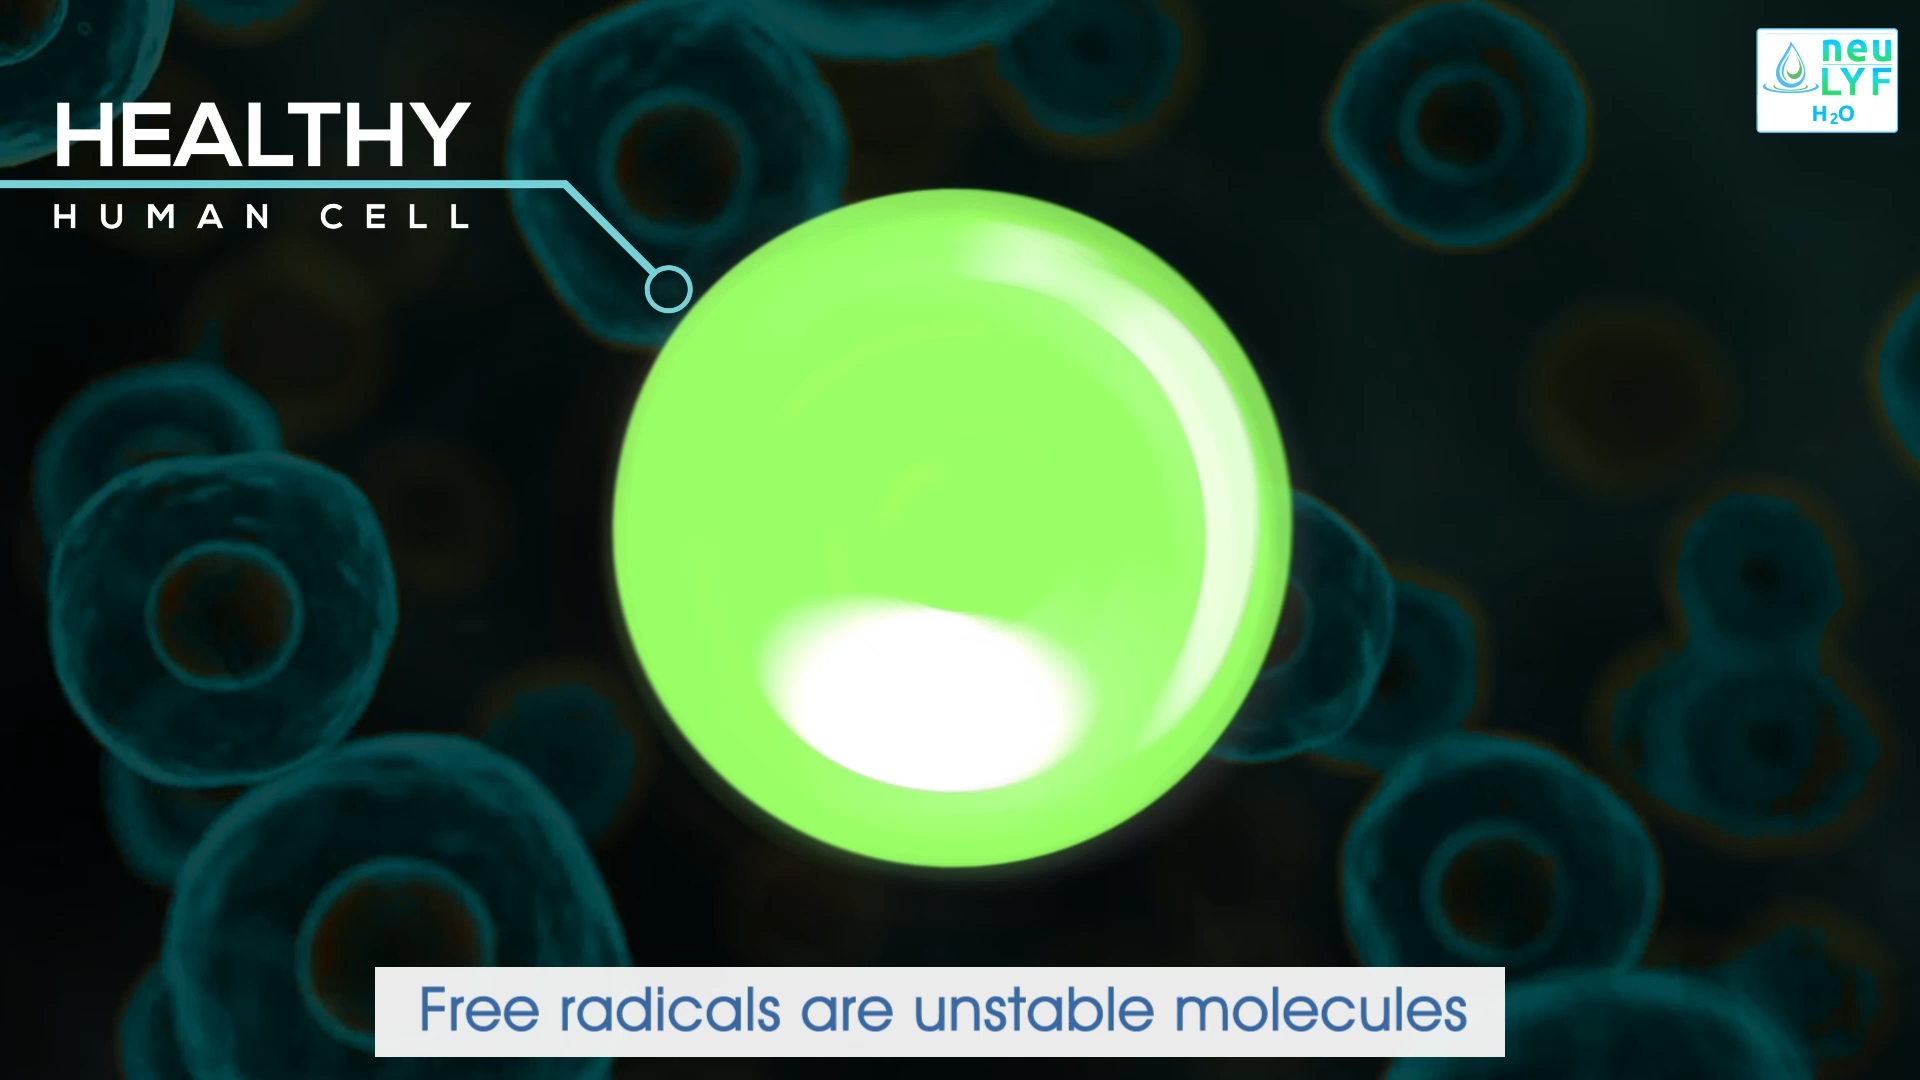 HEALTHY
HUMAN CELL
neu
LYF
H₂O
Free radicals are unstable molecules